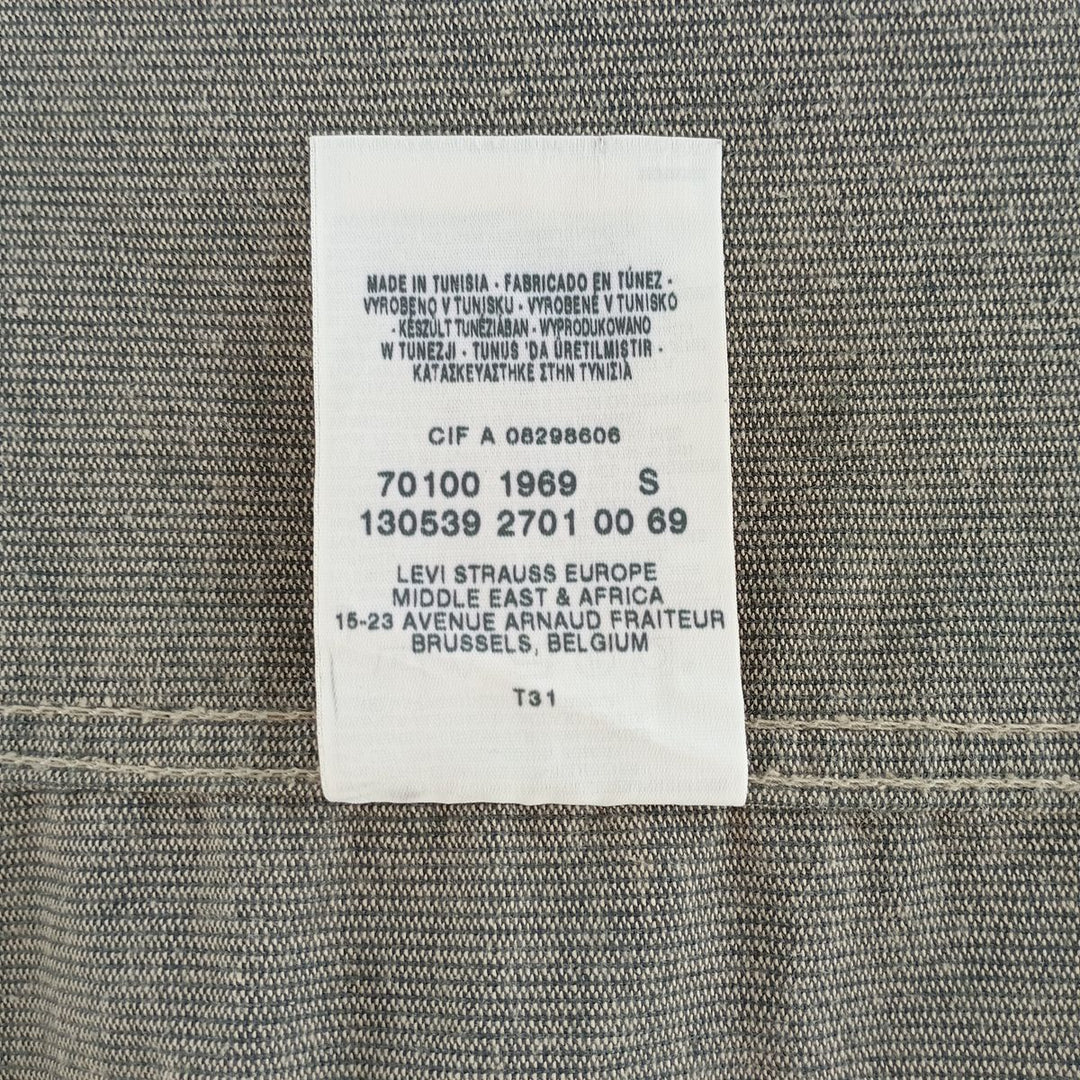 MADE IN TUNISIA - FABRICADO EN TÚNEZ -
VYROBENO V TUNISKU - VYROBENÉ V TUNISKO
- KÉSZÜLT TUNÉZIÁBAN - WYPRODUKOWANO
W TUNEZJI - TUNUS 'DA ÜRETILMISTIR -
ΚΑΤΑΣΚΕΥΑΣΤΗΚΕ ΣΤΗΝ ΤΥΝΙΣΙΑ
CIF A 08298606
70100 1969 S
130539 2701 00 69
LEVI STRAUSS EUROPE
MIDDLE EAST & AFRICA
15-23 AVENUE ARNAUD FRAITEUR
BRUSSELS, BELGIUM
T31